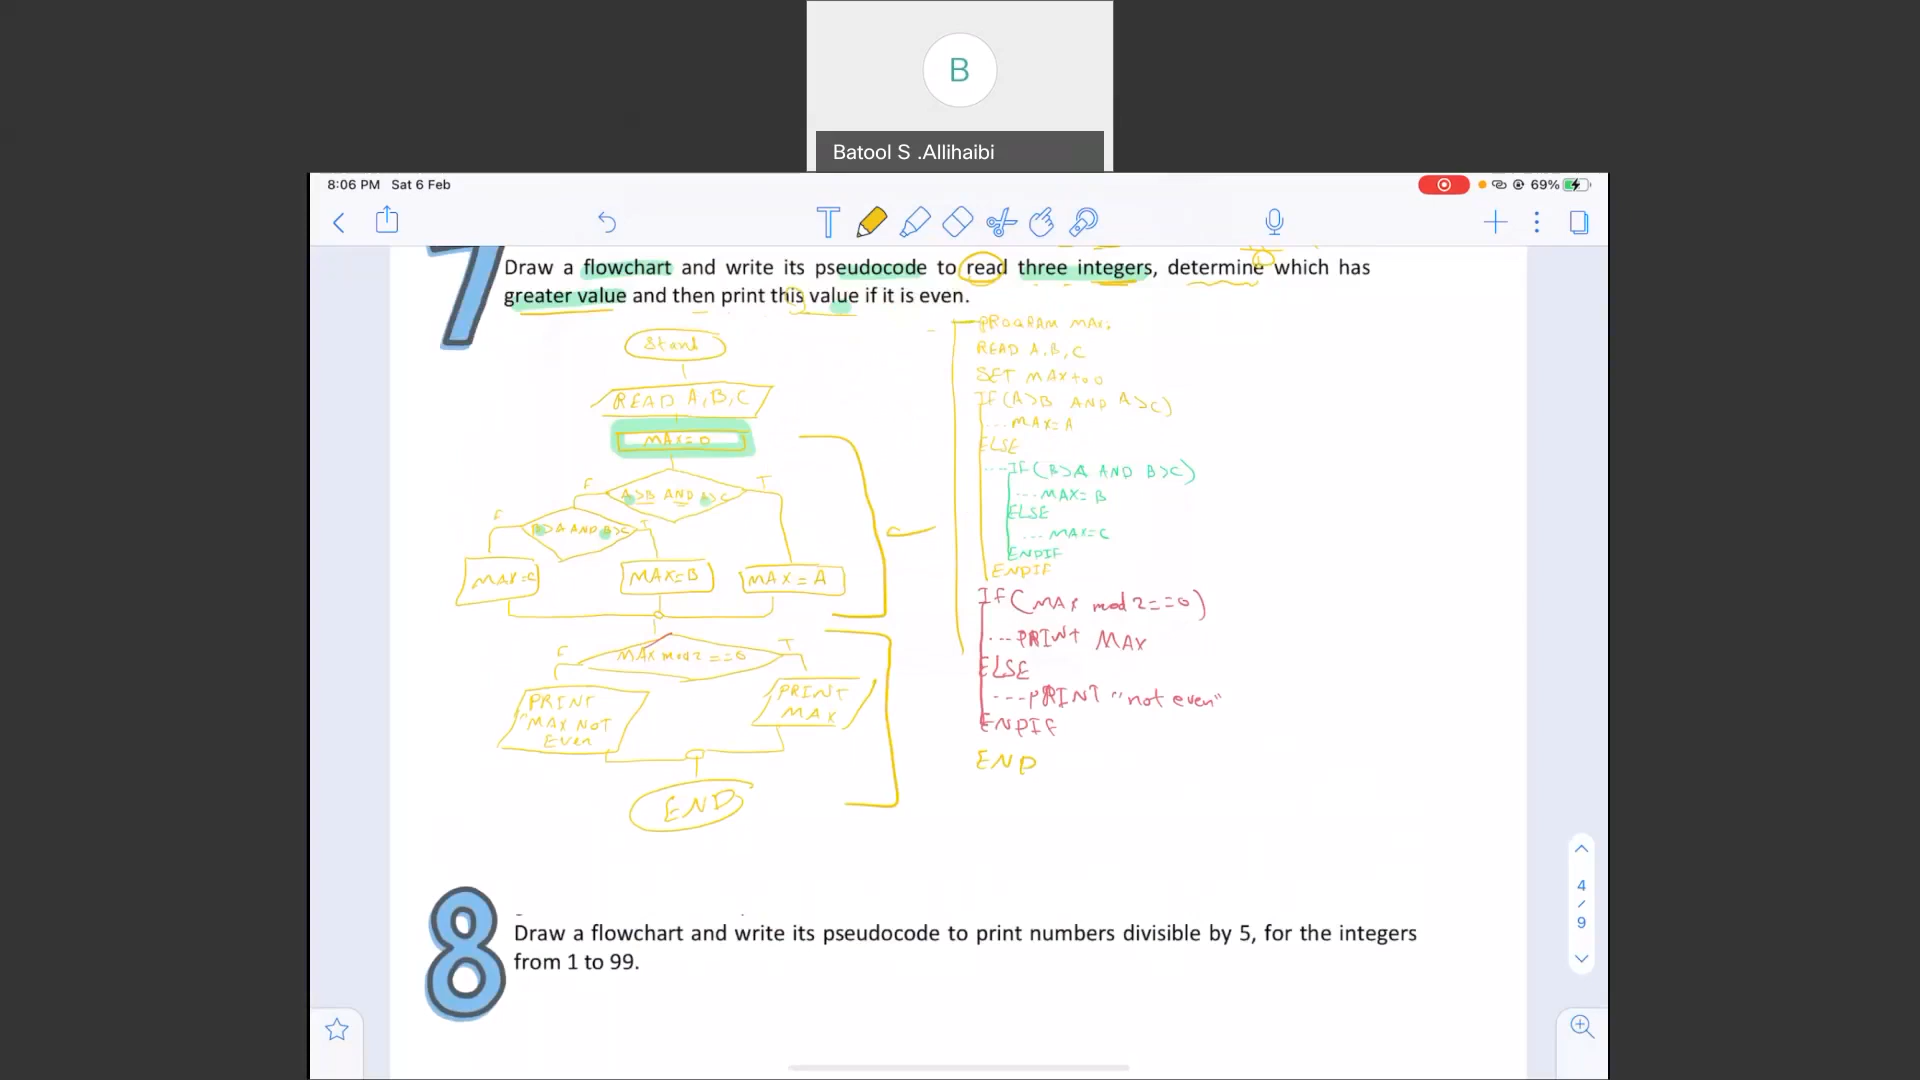 B
Batool S .Allihaibi
8:06 PM Sat 6 Feb
69%
7
Draw a flowchart and write its pseudocode to read three integers, determine which has
greater value and then print this value if it is even.
Start
READ A,B,C
MAX=0
F
A>B AND A>C
T
F
B>A AND B>C
T
MAX=C
MAX=B
MAX=A
F
MAX mod 2 ==0
T
PRINT
"MAX NOT
Even
PRINT
MAX
END
PROGRAM MAX.
READ A,B,C
SET MAX to 0
IF (A>B AND A>C)
... MAX=A
ELSE
...IF(B>A AND B>C)
... MAX=B
ELSE
... MAX=C
ENDIF
ENDIF
IF(MAX mod 2==0)
...PRINT MAX
ELSE
...PRINT "not even"
ENDIF
END
8
Draw a flowchart and write its pseudocode to print numbers divisible by 5, for the integers
from 1 to 99.
4
/
9